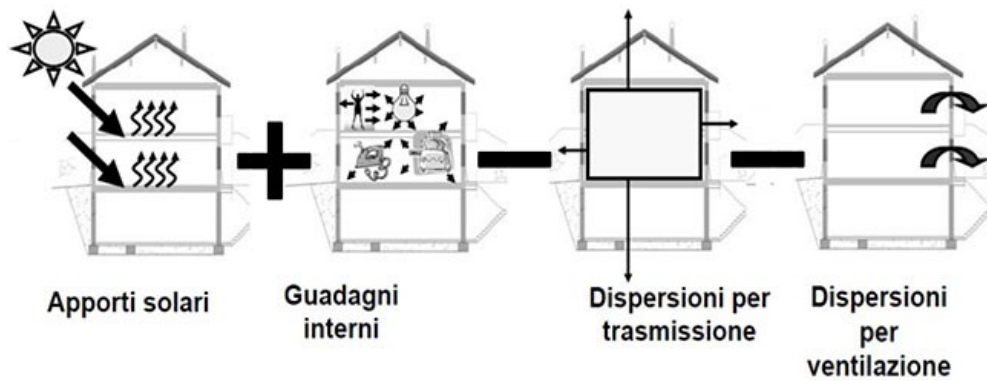 Apporti solari
Guadagni
interni
Dispersioni per
trasmissione
Dispersioni
per
ventilazione